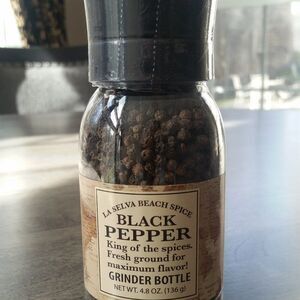 LA SELVA BEACH SPICE
BLACK
PEPPER
King of the spices.
Fresh ground for
maximum flavor!
GRINDER BOTTLE
NET WT. 4.8 OZ. (136 g)